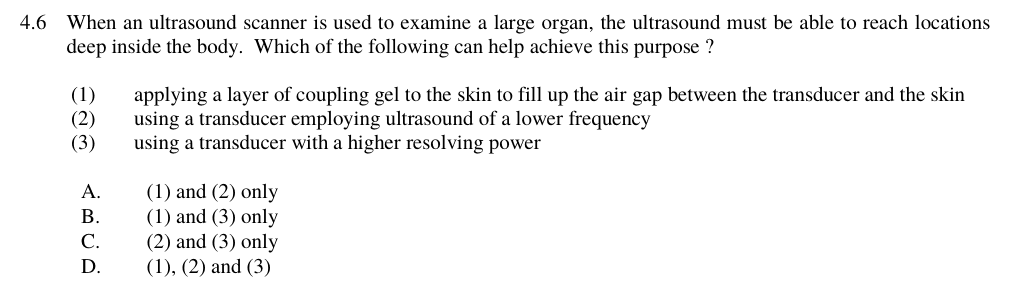 4.6 When an ultrasound scanner is used to examine a large organ, the ultrasound must be able to reach locations
deep inside the body. Which of the following can help achieve this purpose ?
(1) applying a layer of coupling gel to the skin to fill up the air gap between the transducer and the skin
(2) using a transducer employing ultrasound of a lower frequency
(3) using a transducer with a higher resolving power
A. (1) and (2) only
B. (1) and (3) only
C. (2) and (3) only
D. (1), (2) and (3)